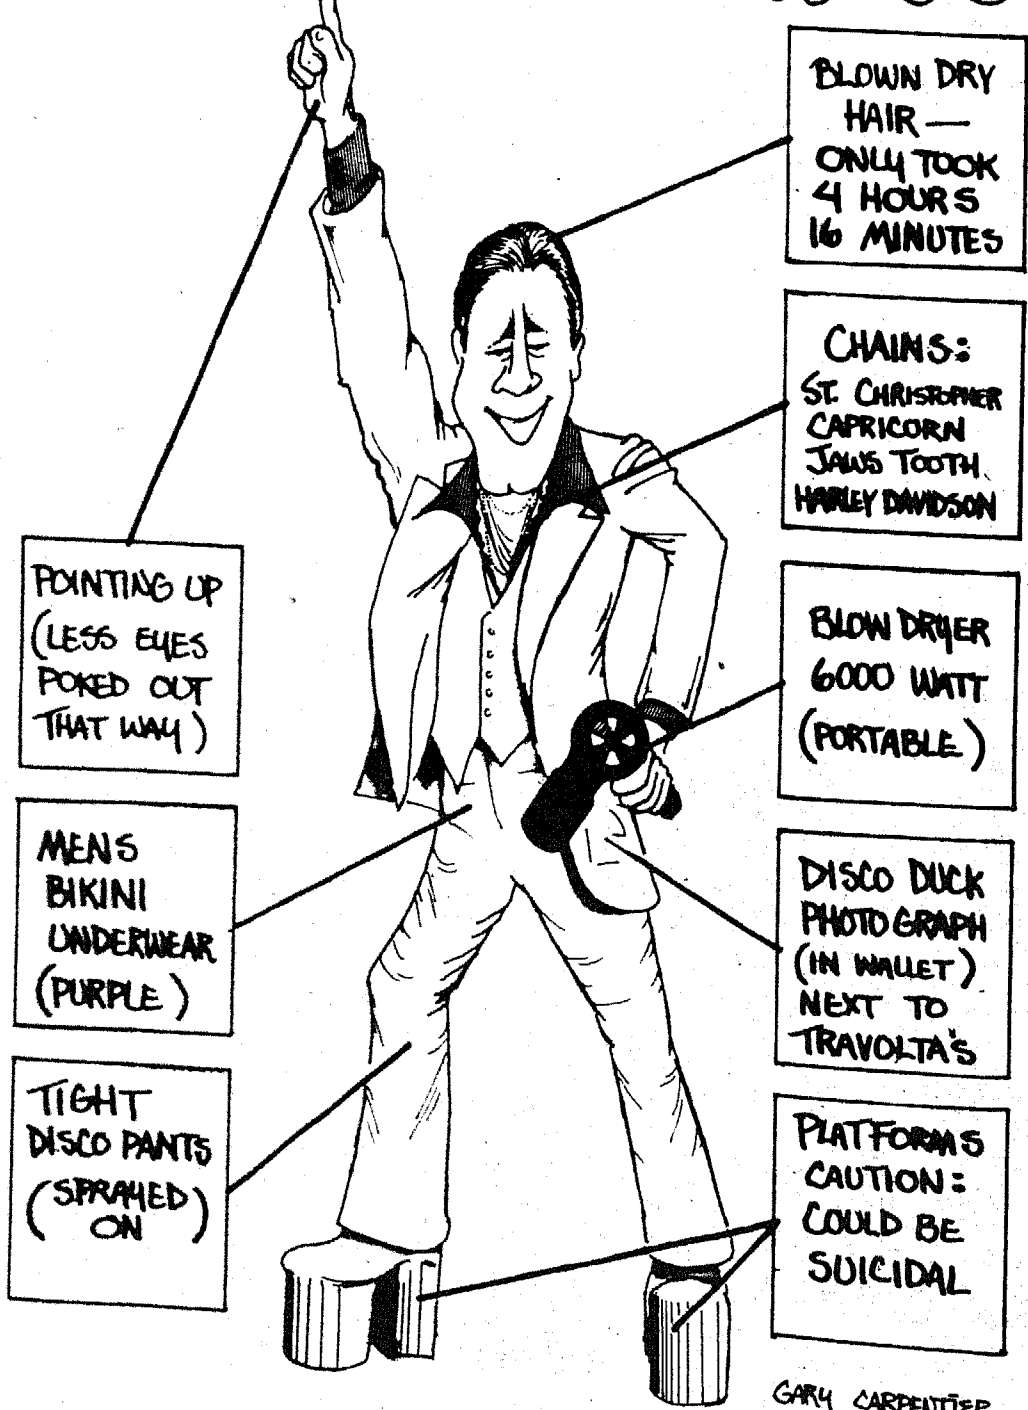 BLOWN DRY
HAIR —
ONLY TOOK
4 HOURS
16 MINUTES
CHAINS:
ST. CHRISTOPHER
CAPRICORN
JAWS TOOTH
HARLEY DAVIDSON
BLOW DRYER
6000 WATT
(PORTABLE)
DISCO DUCK
PHOTOGRAPH
(IN WALLET)
NEXT TO
TRAVOLTA'S
PLATFORMS
CAUTION:
COULD BE
SUICIDAL
POINTING UP
(LESS EYES
POKED OUT
THAT WAY)
MENS
BIKINI
UNDERWEAR
(PURPLE)
TIGHT
DISCO PANTS
(SPRAYED
ON)
GARY CARPENTIER